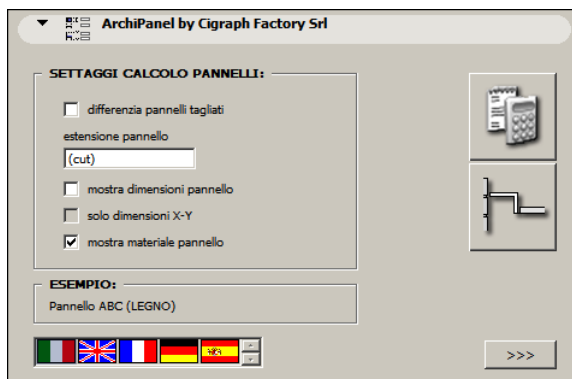 ArchiPanel by Cigraph Factory Srl
SETTAGGI CALCOLO PANNELLI:
differenzia pannelli tagliati
estensione pannello
(cut)
mostra dimensioni pannello
solo dimensioni X-Y
mostra materiale pannello
ESEMPIO:
Pannello ABC (LEGNO)
>>>